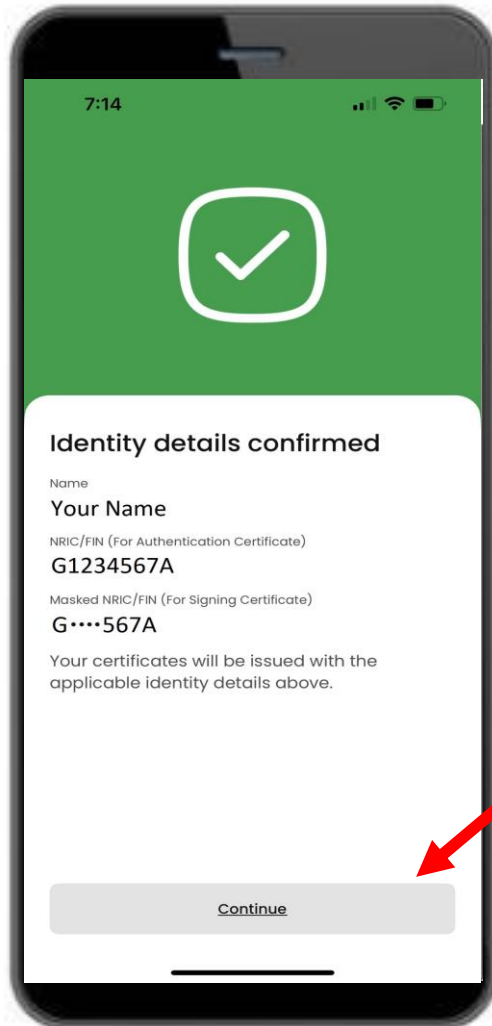 7:14
Identity details confirmed
Name
Your Name
NRIC/FIN (For Authentication Certificate)
G1234567A
Masked NRIC/FIN (For Signing Certificate)
G····567A
Your certificates will be issued with the
applicable identity details above.
Continue